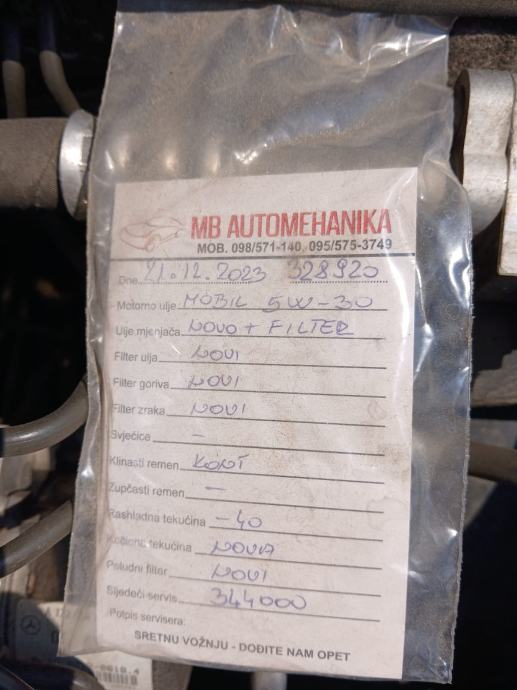 MB AUTOMEHANIKA
MOB. 098/571-140, 095/575-3749
Dne 21.12.2023 328920
Motorno ulje MOBIL 5W-30
Ulje mjenjača NOVO + FILTER
Filter ulja NOVI
Filter goriva NOVI
Filter zraka NOVI
Svjećice -
Klinasti remen KONT
Zupčasti remen -
Rashladna tekućina -40
Kočiona tekućina NOVA
Peludni filter NOVI
Sljedeći servis 344000
Potpis servisera:
SRETNU VOŽNJU - DOĐITE NAM OPET